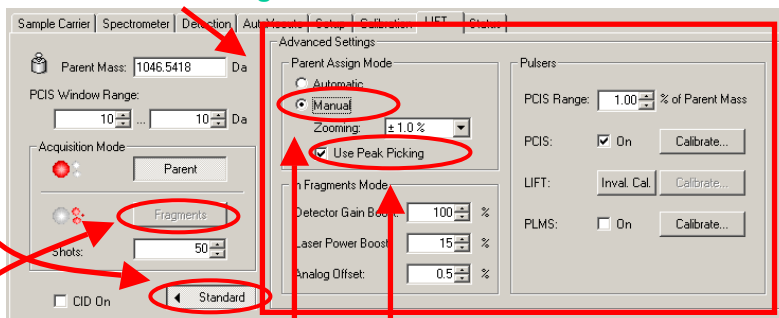 Sample Carrier Spectrometer Detection Setup Calibration LIFT Status
Parent Mass: 1046.5418 Da
PCIS Window Range:
10 ... 10 Da
Acquisition Mode
Parent
Fragments
Shots: 50
CID On
Standard
Advanced Settings
Parent Assign Mode
Automatic
Manual
Zooming: ± 1.0 %
Use Peak Picking
In Fragments Mode
Detector Gain Boost: 100 %
Laser Power Boost: 15 %
Analog Offset: 0.5 %
Pulsers
PCIS Range: 1.00 % of Parent Mass
PCIS: On Calibrate...
LIFT: Inval. Cal. Calibrate...
PLMS: On Calibrate...